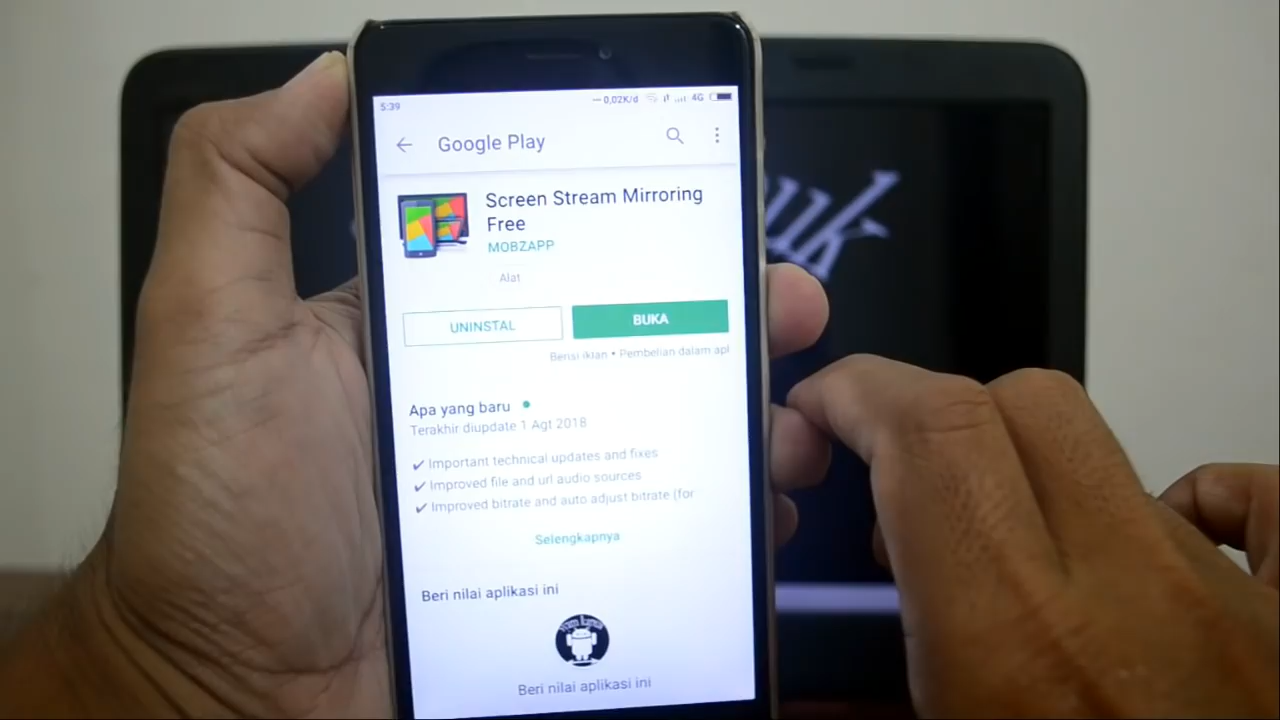 5:39
0,02K/d
4G
Google Play
Screen Stream Mirroring
Free
MOBZAPP
Alat
UNINSTAL
BUKA
Berisi iklan • Pembelian dalam apl
Apa yang baru
Terakhir diupdate 1 Agt 2018
✔ Important technical updates and fixes
✔ Improved file and url audio sources
✔ Improved bitrate and auto adjust bitrate (for
Selengkapnya
Beri nilai aplikasi ini
Beri nilai aplikasi ini